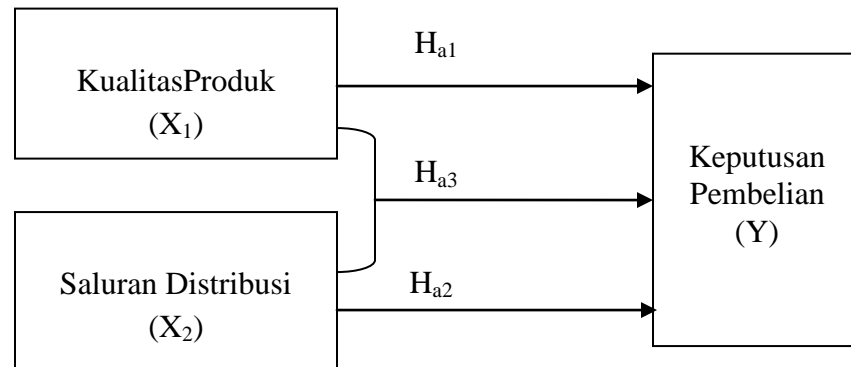 KualitasProduk
(X₁)
Hₐ₁
Hₐ₃
Saluran Distribusi
(X₂)
Hₐ₂
Keputusan
Pembelian
(Y)